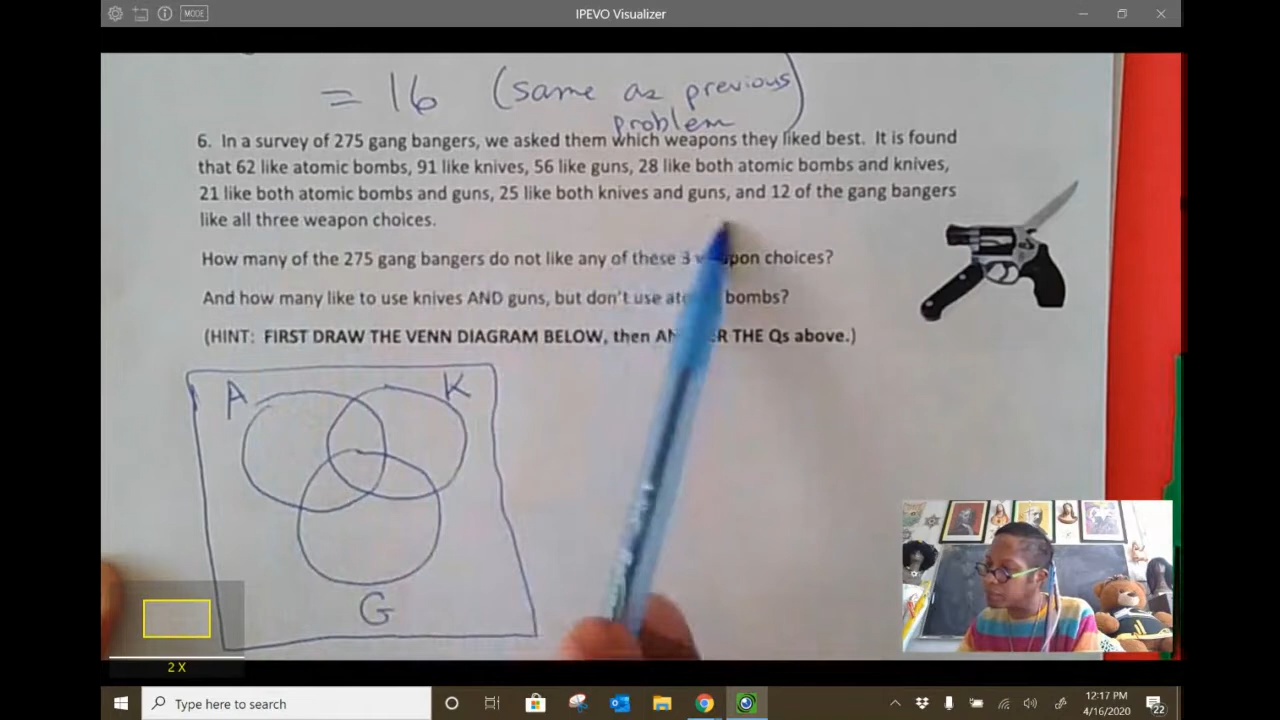 IPEVO Visualizer
MODE
= 16 (same as previous
problem)
6. In a survey of 275 gang bangers, we asked them which weapons they liked best. It is found
that 62 like atomic bombs, 91 like knives, 56 like guns, 28 like both atomic bombs and knives,
21 like both atomic bombs and guns, 25 like both knives and guns, and 12 of the gang bangers
like all three weapon choices.
How many of the 275 gang bangers do not like any of these 3 choices?
And how many like to use knives AND guns, but don't use bombs?
(HINT: FIRST DRAW THE VENN DIAGRAM BELOW, then THE Qs above.)
A K
G
2 X
Type here to search
12:17 PM
4/16/2020
22